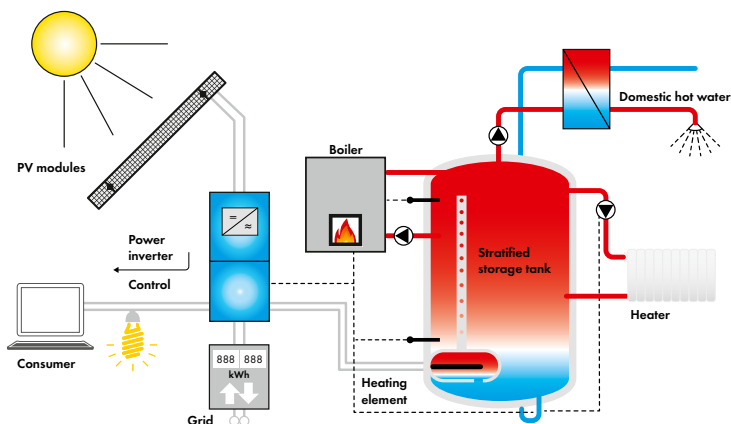 Domestic hot water
Boiler
PV modules
=
≈
Power
inverter
Stratified
storage tank
Control
Heater
888 888
kWh
Consumer
Heating
element
Grid